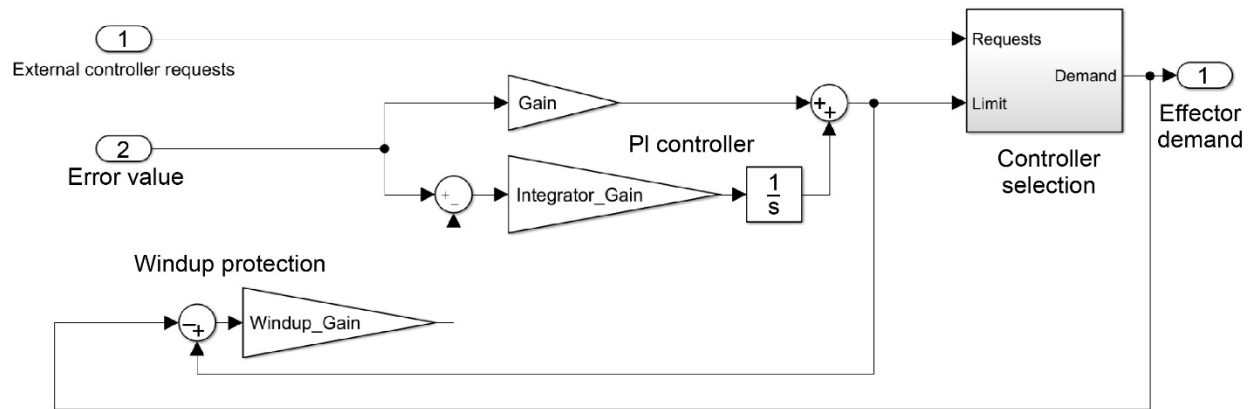 1
External controller requests
2
Error value
Gain
+
+
PI controller
+
−
Integrator_Gain
1
s
Requests
Limit
Demand
Controller
selection
1
Effector
demand
Windup protection
−
+
Windup_Gain